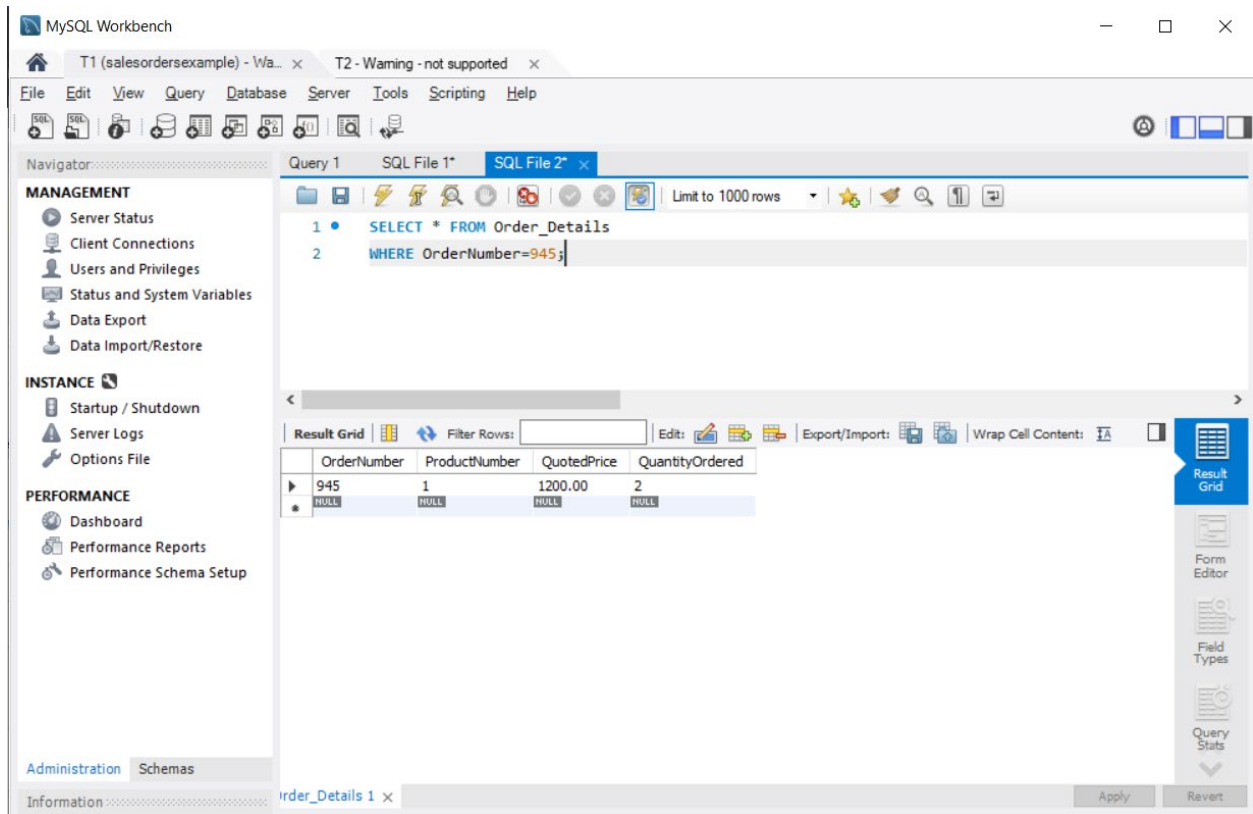 MySQL Workbench
T1 (salesordersexample) - Wa...
T2 - Warning - not supported
File Edit View Query Database Server Tools Scripting Help
Navigator
Query 1
SQL File 1*
SQL File 2*
MANAGEMENT
Server Status
Client Connections
Users and Privileges
Status and System Variables
Data Export
Data Import/Restore
INSTANCE
Startup / Shutdown
Server Logs
Options File
PERFORMANCE
Dashboard
Performance Reports
Performance Schema Setup
Administration Schemas
Information
Limit to 1000 rows
1 SELECT * FROM Order_Details
2 WHERE OrderNumber=945;
Result Grid Filter Rows: Edit: Export/Import: Wrap Cell Content:
OrderNumber ProductNumber QuotedPrice QuantityOrdered
945 1 1200.00 2
NULL NULL NULL NULL
Result
Grid
Form
Editor
Field
Types
Query
Stats
rder_Details 1
Apply Revert